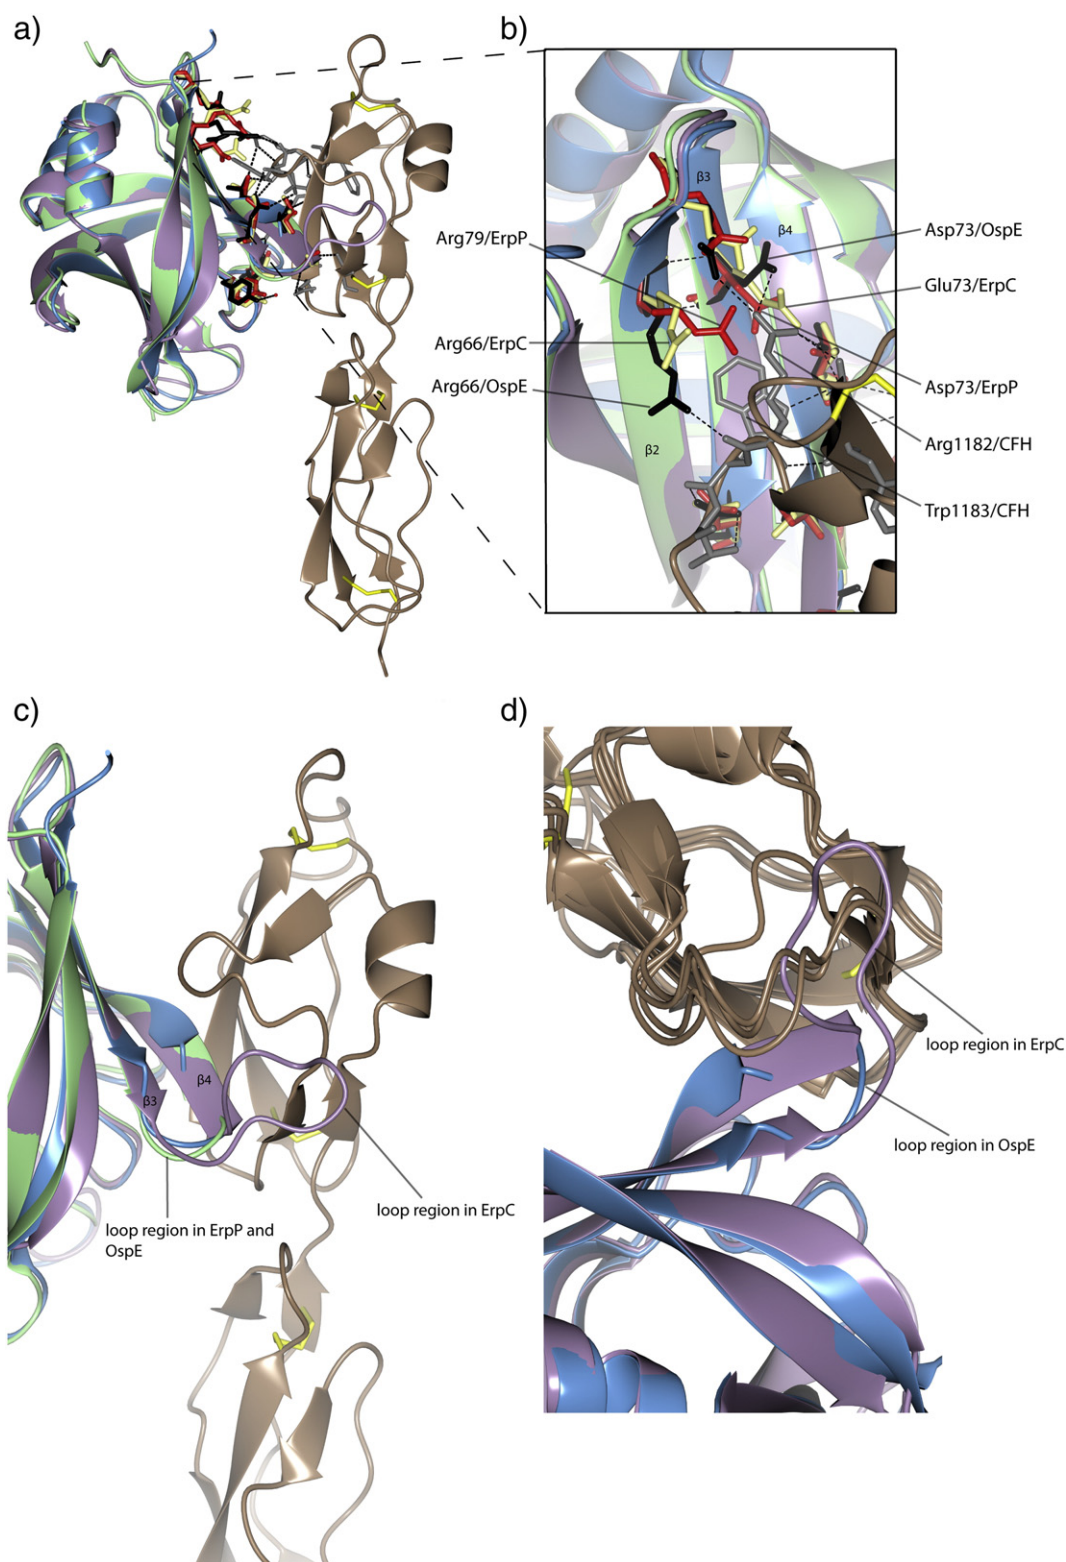 a)
b)
β3
β4
Arg79/ErpP
Asp73/OspE
Glu73/ErpC
Arg66/ErpC
Arg66/OspE
Asp73/ErpP
Arg1182/CFH
β2
Trp1183/CFH
c)
d)
β4
β3
loop region in ErpP and
OspE
loop region in ErpC
loop region in ErpC
loop region in OspE